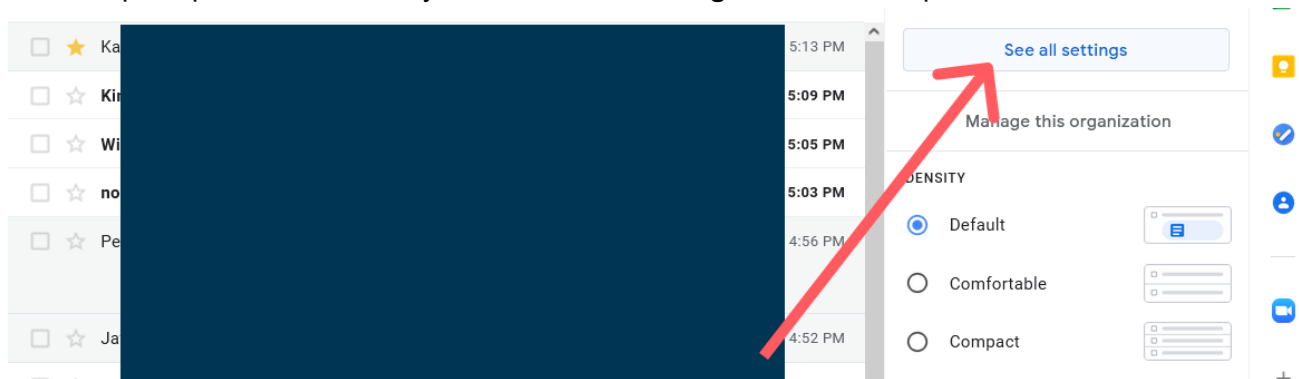 Ka 5:13 PM
Kir 5:09 PM
Wi 5:05 PM
no 5:03 PM
Pe 4:56 PM
Ja 4:52 PM
See all settings
Manage this organization
DENSITY
Default
Comfortable
Compact